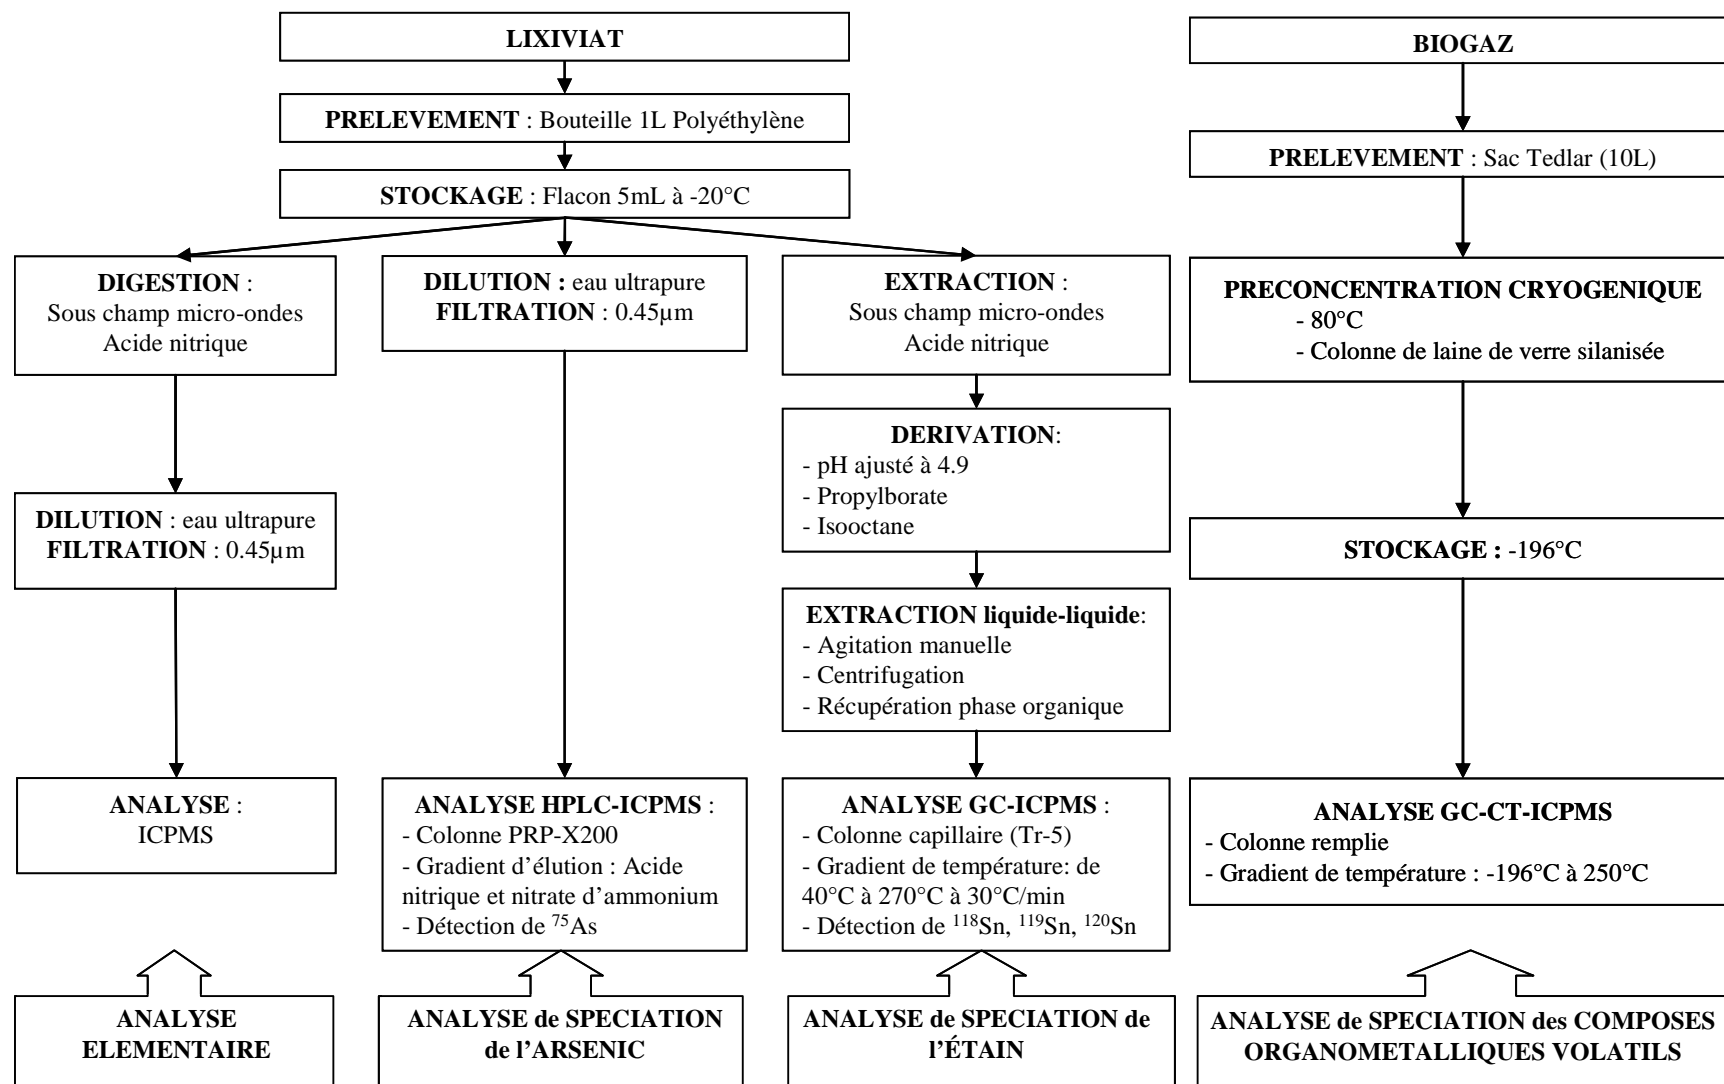 LIXIVIAT
PRELEVEMENT : Bouteille 1L Polyéthylène
STOCKAGE : Flacon 5mL à -20°C
DIGESTION :
Sous champ micro-ondes
Acide nitrique
DILUTION : eau ultrapure
FILTRATION : 0.45µm
ANALYSE :
ICPMS
ANALYSE
ELEMENTAIRE
DILUTION : eau ultrapure
FILTRATION : 0.45µm
ANALYSE HPLC-ICPMS :
- Colonne PRP-X200
- Gradient d’élution : Acide
nitrique et nitrate d’ammonium
- Détection de ⁷⁵As
ANALYSE de SPECIATION
de l’ARSENIC
EXTRACTION :
Sous champ micro-ondes
Acide nitrique
DERIVATION:
- pH ajusté à 4.9
- Propylborate
- Isooctane
EXTRACTION liquide-liquide:
- Agitation manuelle
- Centrifugation
- Récupération phase organique
ANALYSE GC-ICPMS :
- Colonne capillaire (Tr-5)
- Gradient de température: de
40°C à 270°C à 30°C/min
- Détection de ¹¹⁸Sn, ¹¹⁹Sn, ¹²⁰Sn
ANALYSE de SPECIATION de
l’ÉTAIN
BIOGAZ
PRELEVEMENT : Sac Tedlar (10L)
PRECONCENTRATION CRYOGENIQUE
- 80°C
- Colonne de laine de verre silanisée
STOCKAGE : -196°C
ANALYSE GC-CT-ICPMS
- Colonne remplie
- Gradient de température : -196°C à 250°C
ANALYSE de SPECIATION des COMPOSES
ORGANOMETALLIQUES VOLATILS